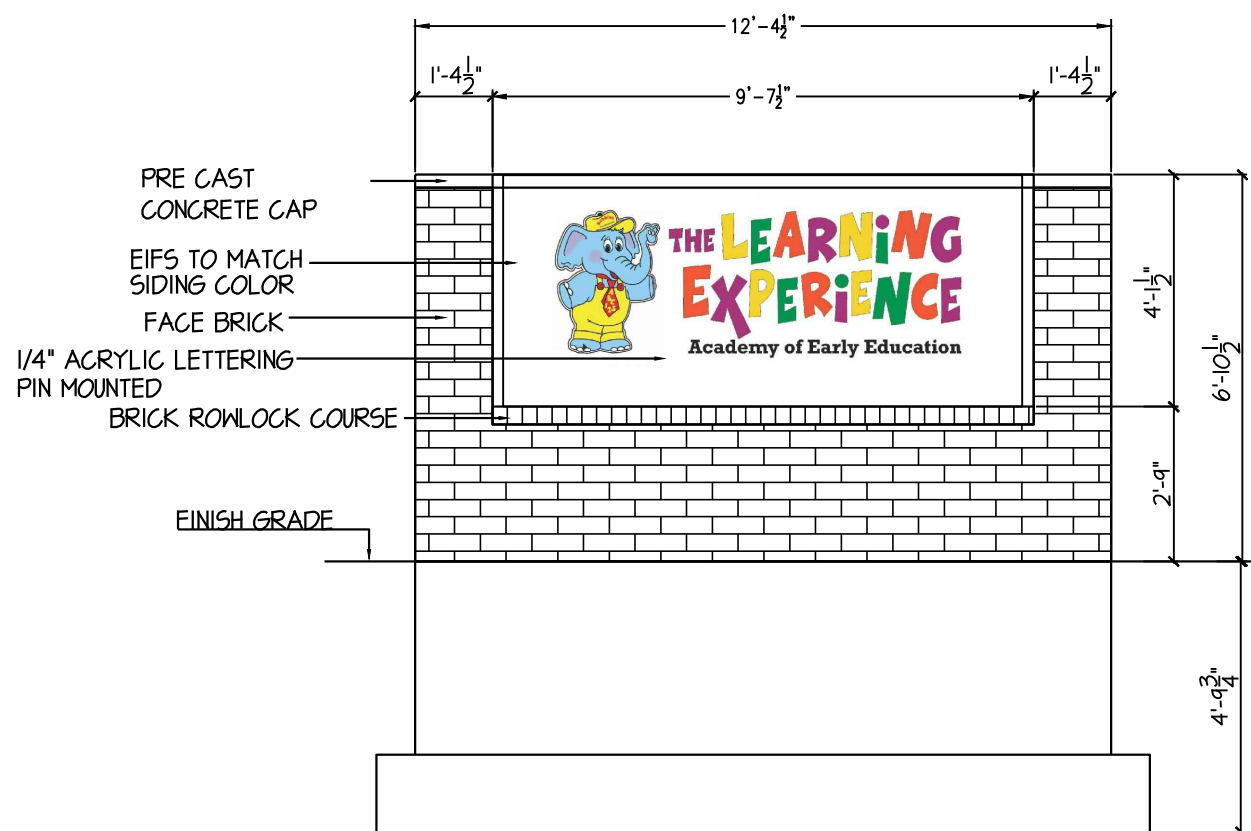 12'-4½"
1'-4½"
9'-7½"
1'-4½"
PRE CAST
CONCRETE CAP
EIFS TO MATCH
SIDING COLOR
FACE BRICK
1/4" ACRYLIC LETTERING
PIN MOUNTED
BRICK ROWLOCK COURSE
FINISH GRADE
THE LEARNiNG
EXPERiENCE
Academy of Early Education
4'-1½"
6'-10½"
2'-9"
4'-9¾"